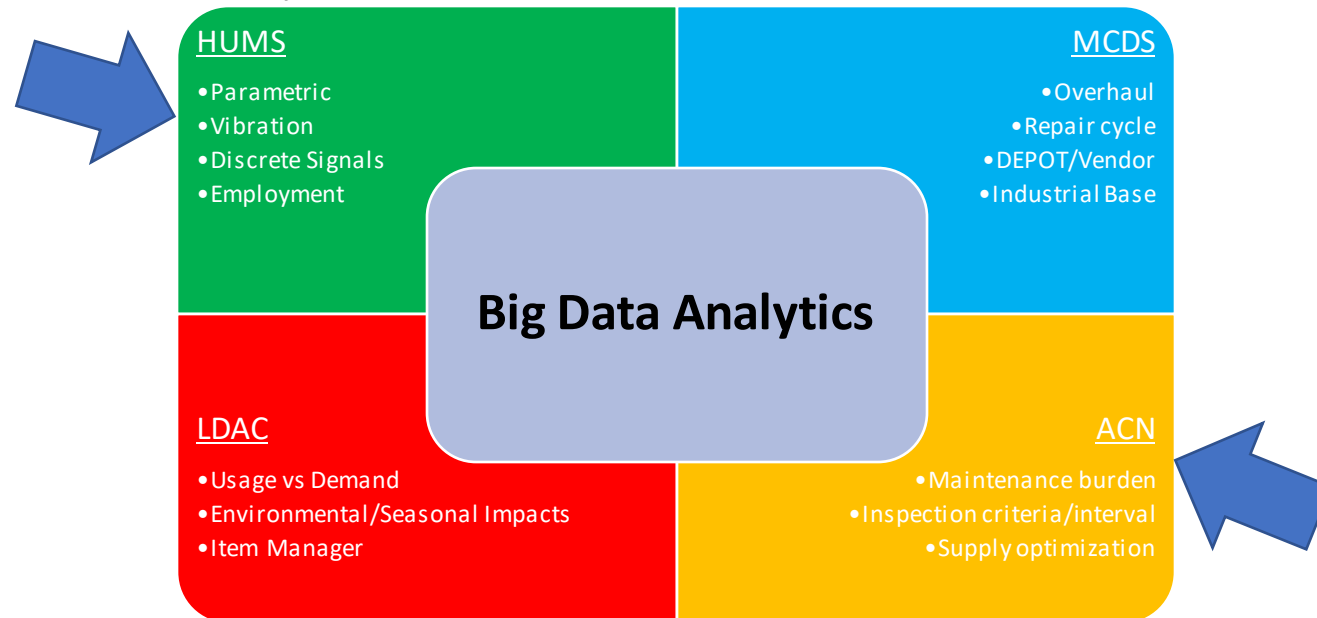 HUMS
•Parametric
•Vibration
•Discrete Signals
•Employment
MCDS
•Overhaul
•Repair cycle
•DEPOT/Vendor
•Industrial Base
Big Data Analytics
LDAC
•Usage vs Demand
•Environmental/Seasonal Impacts
•Item Manager
ACN
•Maintenance burden
•Inspection criteria/interval
•Supply optimization